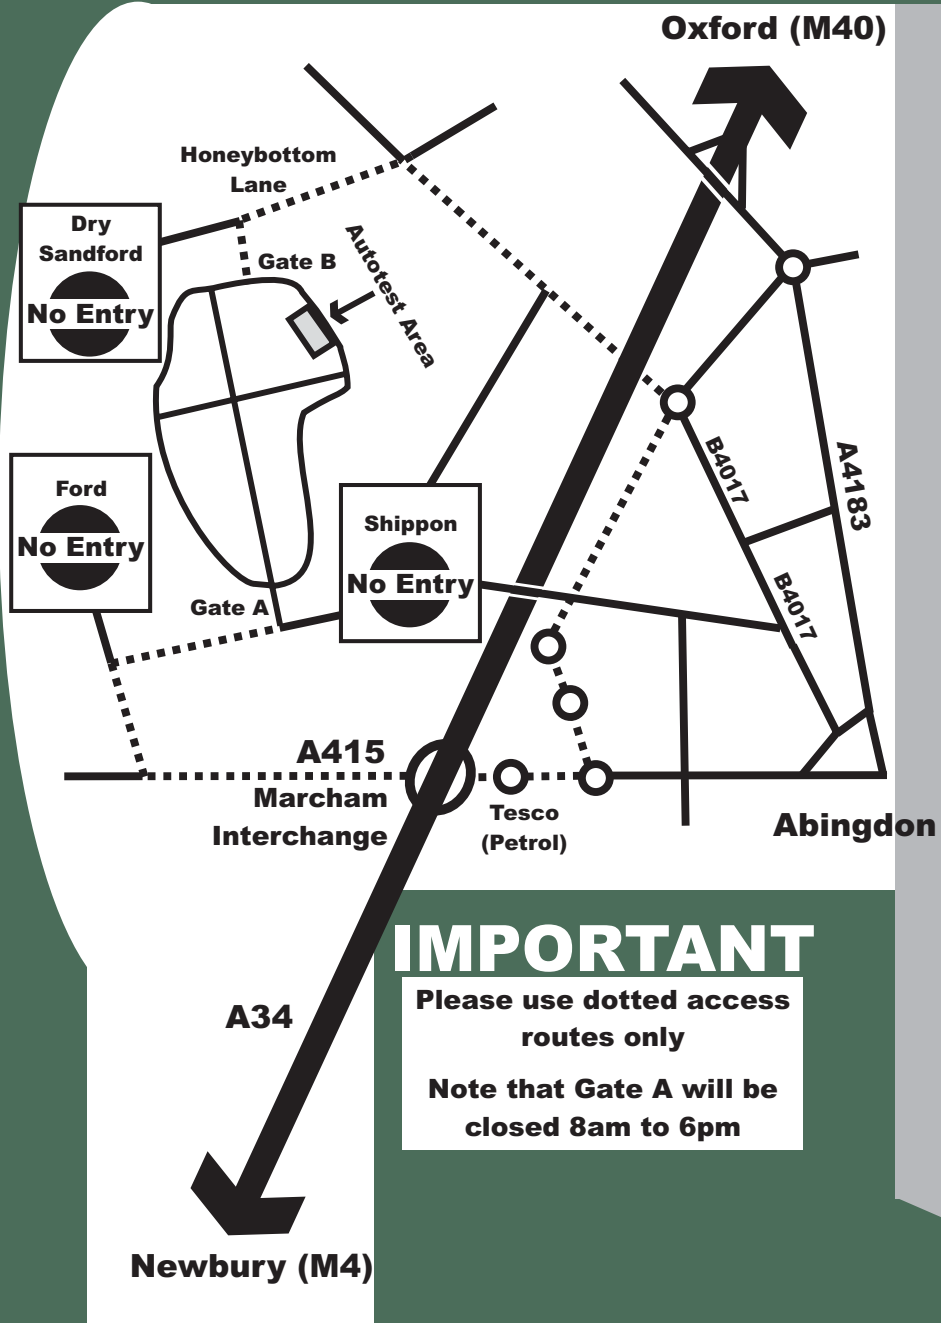 Oxford (M40)
Honeybottom
Lane
Dry
Sandford
No Entry
Gate B
Autotest Area
B4017
A4183
Ford
No Entry
Shippon
No Entry
B4017
Gate A
A415
Marcham
Interchange
Tesco
(Petrol)
Abingdon
IMPORTANT
Please use dotted access
routes only
Note that Gate A will be
closed 8am to 6pm
A34
Newbury (M4)